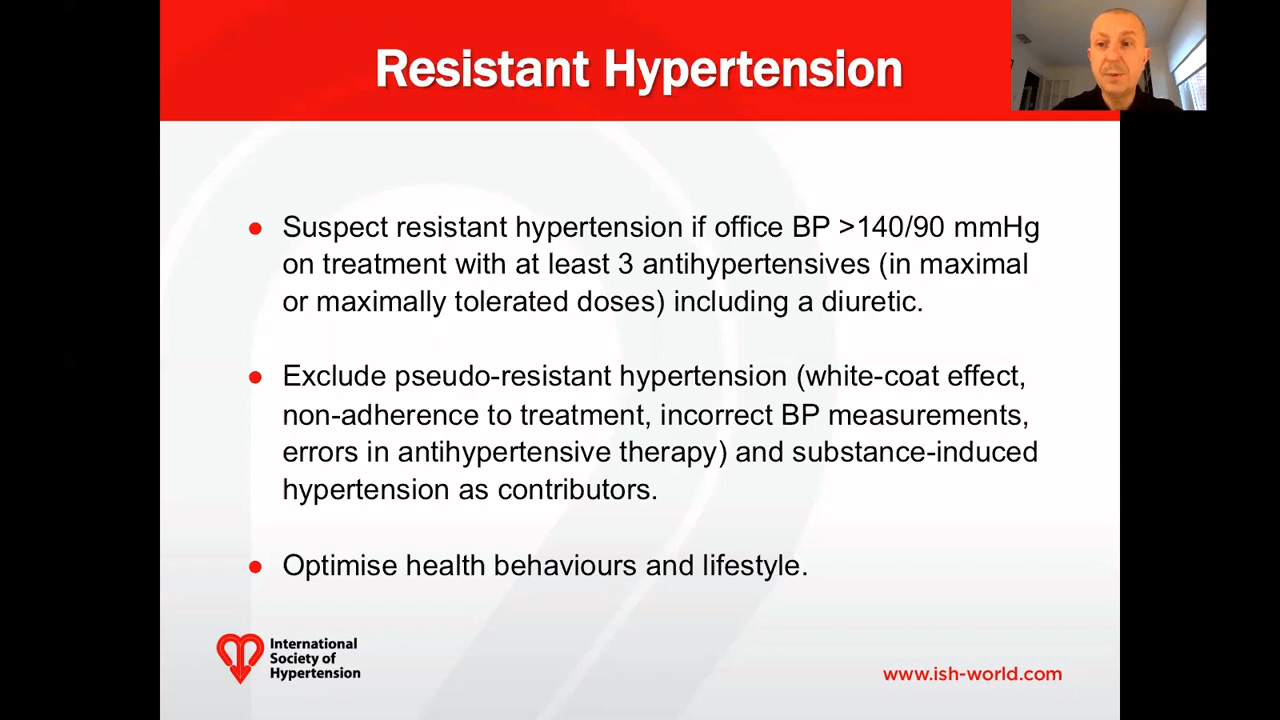 Resistant Hypertension
● Suspect resistant hypertension if office BP >140/90 mmHg
on treatment with at least 3 antihypertensives (in maximal
or maximally tolerated doses) including a diuretic.
● Exclude pseudo-resistant hypertension (white-coat effect,
non-adherence to treatment, incorrect BP measurements,
errors in antihypertensive therapy) and substance-induced
hypertension as contributors.
● Optimise health behaviours and lifestyle.
International
Society of
Hypertension
www.ish-world.com